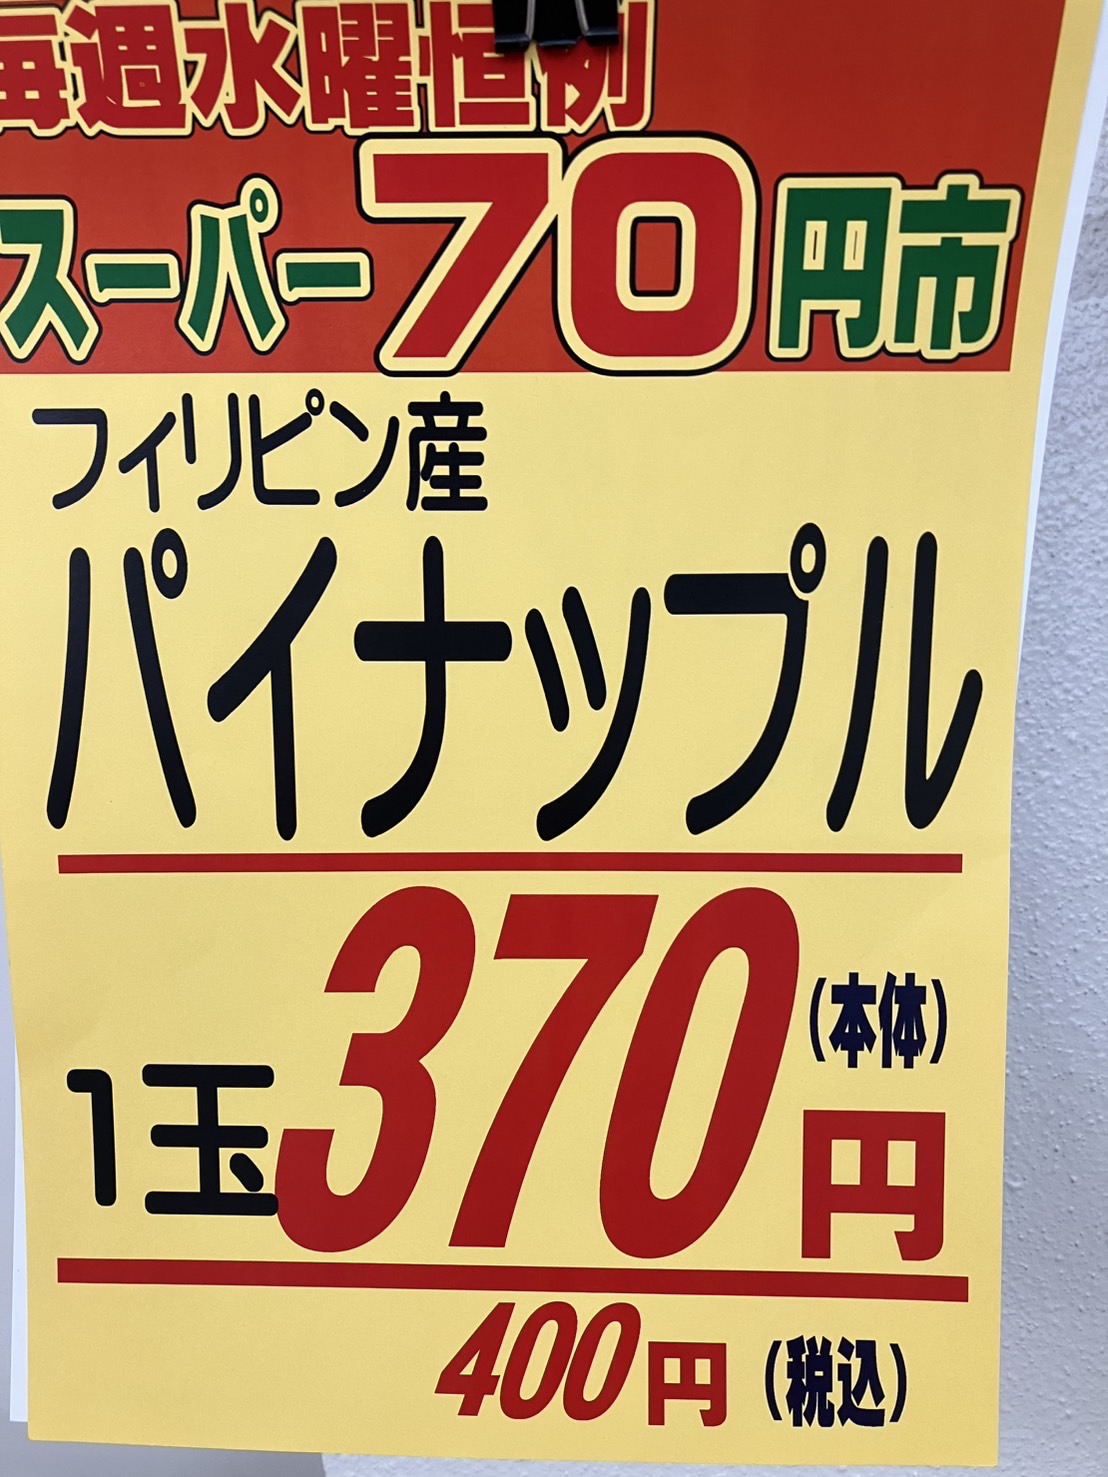 毎週水曜恒例
スーパー70円市
フィリピン産
パイナップル
1玉370円(本体)
400円(税込)